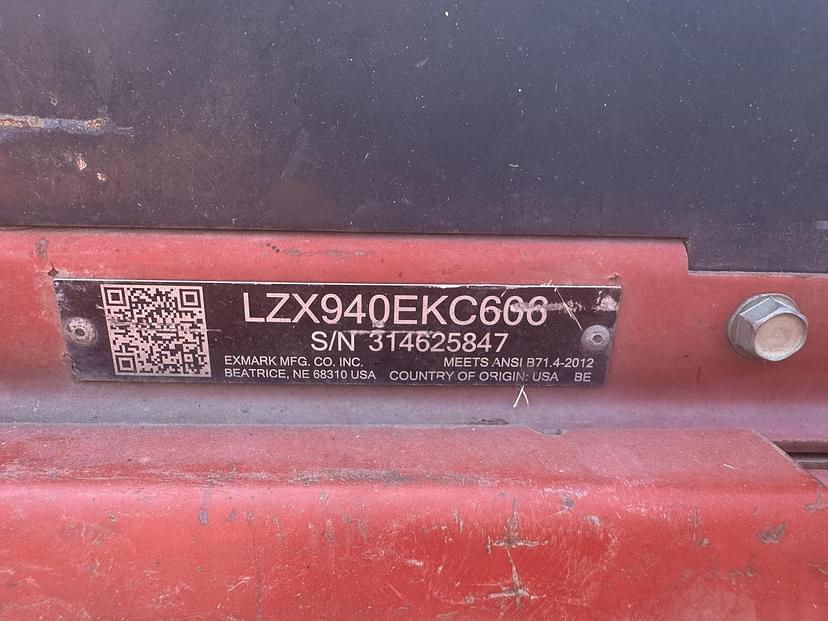 LZX940EKC606
S/N 314625847
EXMARK MFG. CO. INC. MEETS ANSI B71.4-2012
BEATRICE, NE 68310 USA COUNTRY OF ORIGIN: USA BE